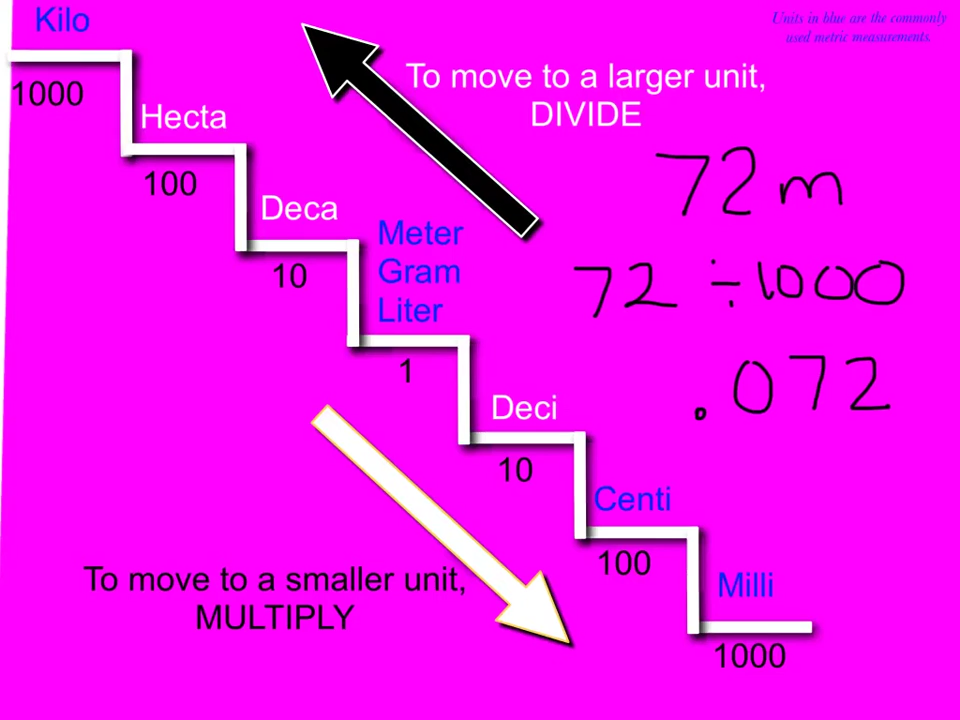 Kilo
Units in blue are the commonly
used metric measurements.
1000
To move to a larger unit,
DIVIDE
Hecta
100
72 m
Deca
10
Meter
Gram
Liter
72 ÷ 1000
1
.072
Deci
10
Centi
100
To move to a smaller unit,
MULTIPLY
Milli
1000